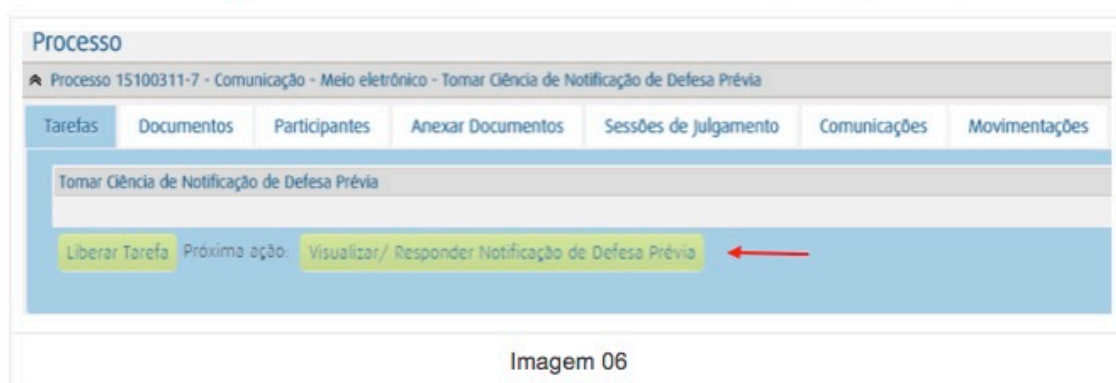 Processo
Processo 15100311-7 - Comunicação - Meio eletrônico - Tomar Ciência de Notificação de Defesa Prévia
Tarefas Documentos Participantes Anexar Documentos Sessões de Julgamento Comunicações Movimentações
Tomar Ciência de Notificação de Defesa Prévia
Liberar Tarefa Próxima ação: Visualizar/ Responder Notificação de Defesa Prévia
Imagem 06